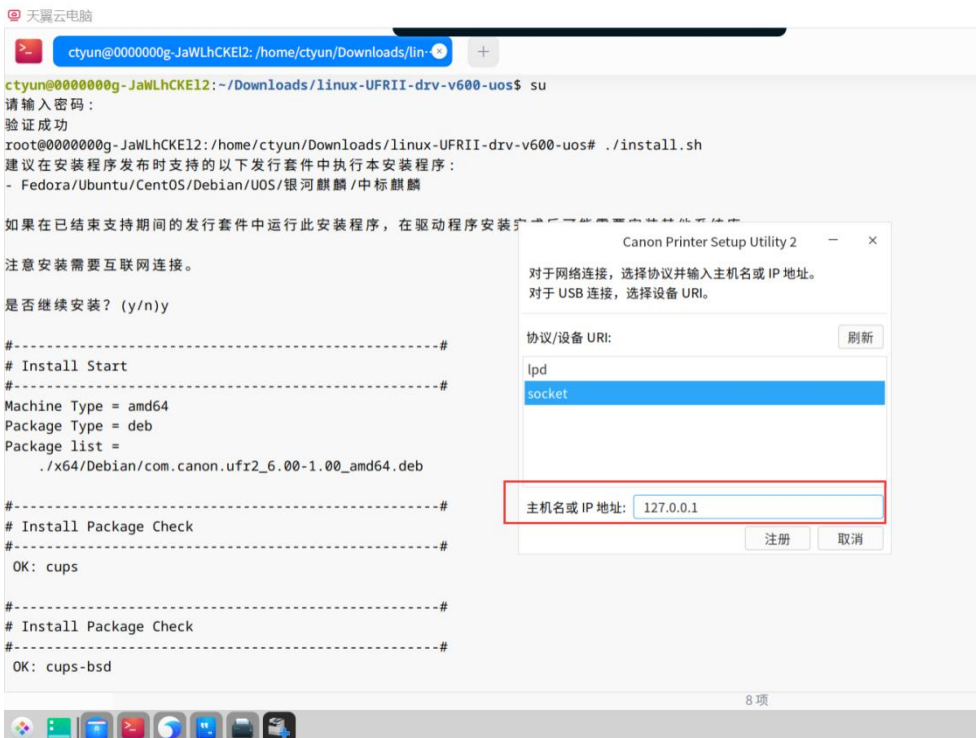 天翼云电脑
ctyun@0000000g-JaWLhCKEl2: /home/ctyun/Downloads/lin··
ctyun@0000000g-JaWLhCKEl2:~/Downloads/linux-UFRII-drv-v600-uos$ su
请输入密码:
验证成功
root@0000000g-JaWLhCKEl2:/home/ctyun/Downloads/linux-UFRII-drv-v600-uos# ./install.sh
建议在安装程序发布时支持的以下发行套件中执行本安装程序:
- Fedora/Ubuntu/CentOS/Debian/UOS/银河麒麟/中标麒麟
如果在已结束支持期间的发行套件中运行此安装程序，在驱动程序安装
注意安装需要互联网连接。
是否继续安装? (y/n)y
#--------------------------------------------------#
# Install Start
#--------------------------------------------------#
Machine Type = amd64
Package Type = deb
Package list =
./x64/Debian/com.canon.ufr2_6.00-1.00_amd64.deb
#--------------------------------------------------#
# Install Package Check
#--------------------------------------------------#
OK: cups
#--------------------------------------------------#
# Install Package Check
#--------------------------------------------------#
OK: cups-bsd
Canon Printer Setup Utility 2
对于网络连接，选择协议并输入主机名或 IP 地址。
对于 USB 连接，选择设备 URI。
协议/设备 URI:
刷新
lpd
socket
主机名或 IP 地址: 127.0.0.1
注册 取消
8 项